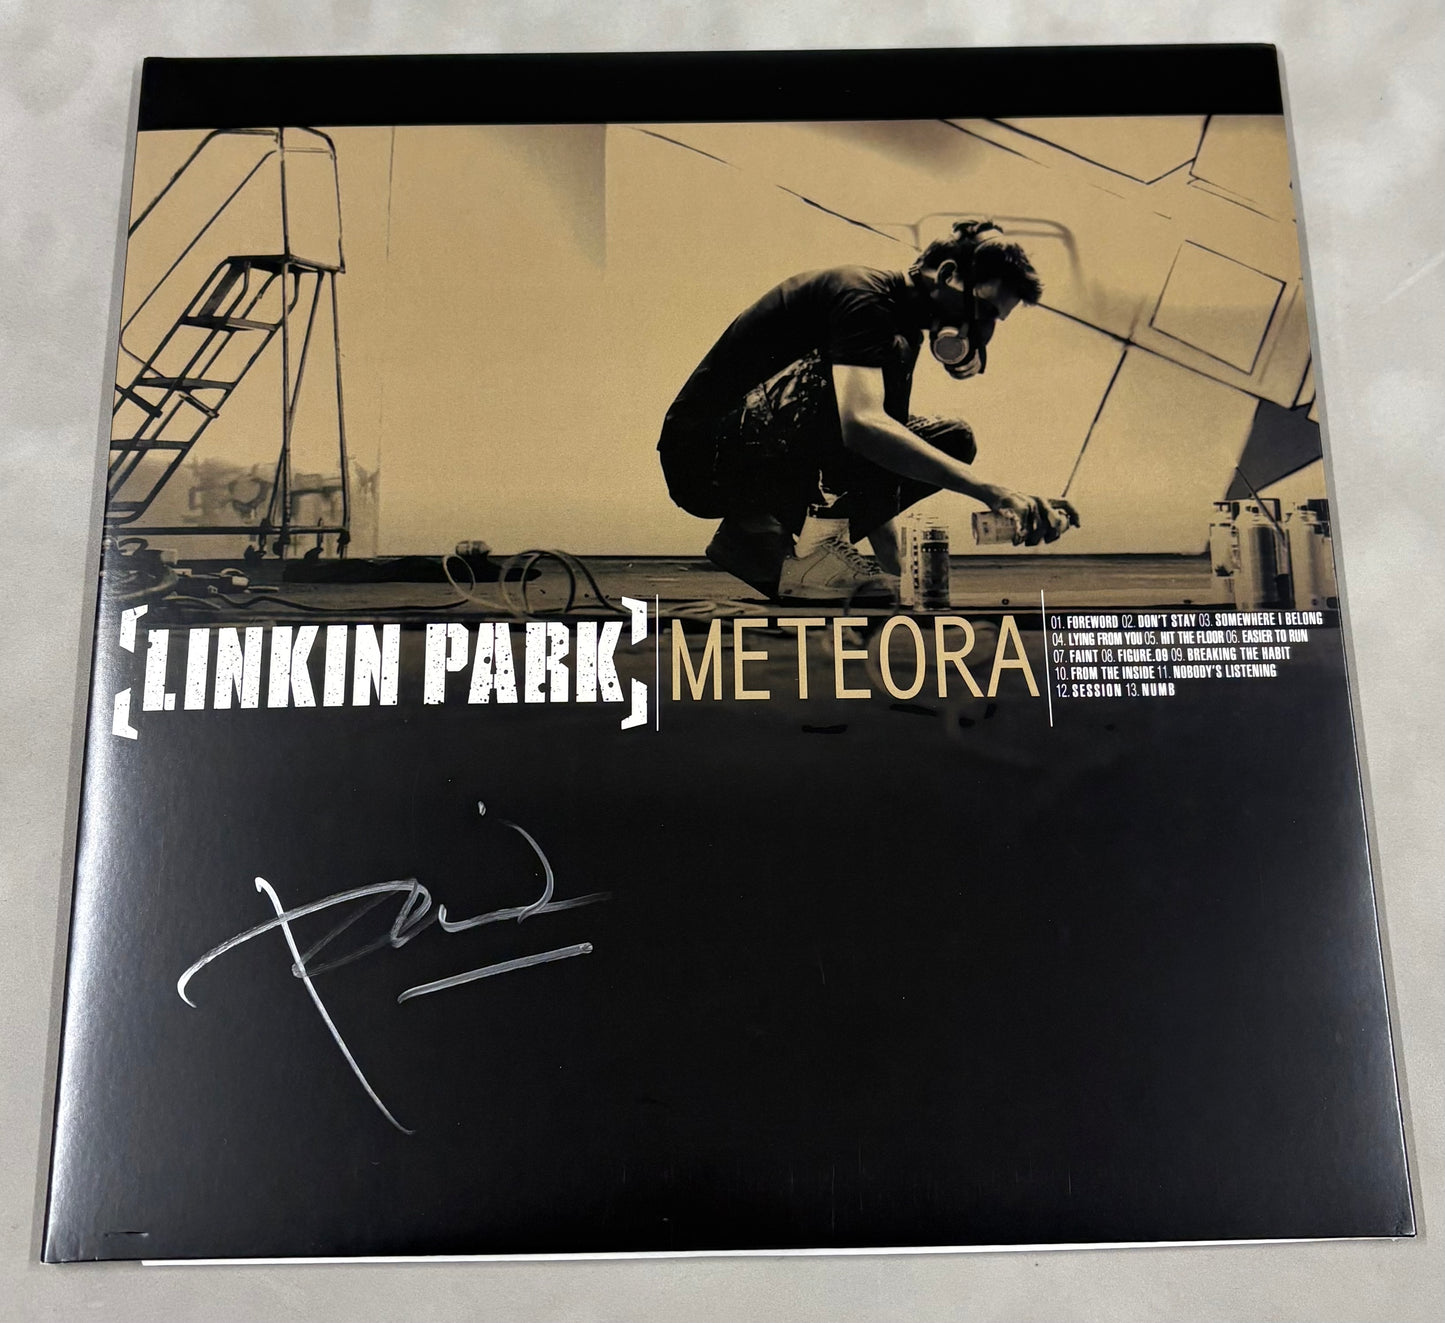 [LINKIN PARK]
METEORA
01. FOREWORD 02. DON'T STAY 03. SOMEWHERE I BELONG
04. LYING FROM YOU 05. HIT THE FLOOR 06. EASIER TO RUN
07. FAINT 08. FIGURE.09 09. BREAKING THE HABIT
10. FROM THE INSIDE 11. NOBODY'S LISTENING
12. SESSION 13. NUMB